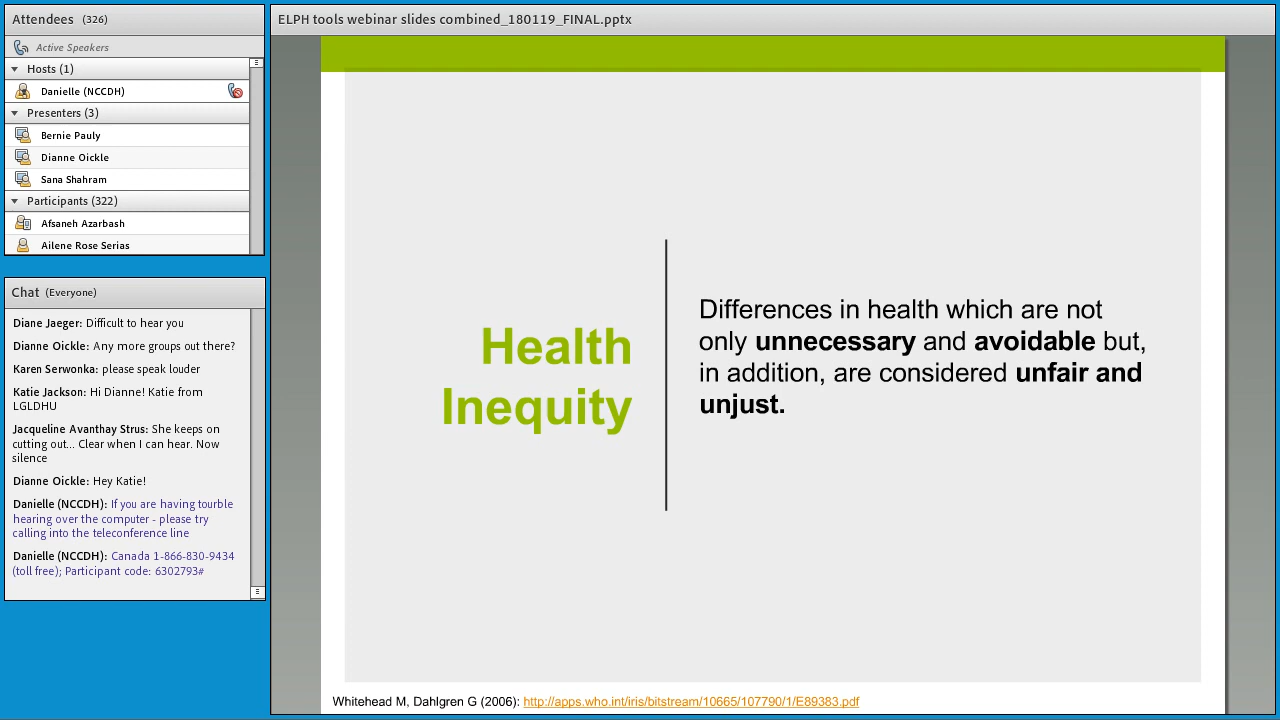 Attendees (326)
Active Speakers
Hosts (1)
Danielle (NCCDH)
Presenters (3)
Bernie Pauly
Dianne Oickle
Sana Shahram
Participants (322)
Afsaneh Azarbash
Ailene Rose Serias
Chat (Everyone)
Diane Jaeger: Difficult to hear you
Dianne Oickle: Any more groups out there?
Karen Serwonka: please speak louder
Katie Jackson: Hi Dianne! Katie from
LGLDHU
Jacqueline Avanthay Strus: She keeps on
cutting out... Clear when I can hear. Now
silence
Dianne Oickle: Hey Katie!
Danielle (NCCDH): If you are having tourble
hearing over the computer - please try
calling into the teleconference line
Danielle (NCCDH): Canada 1-866-830-9434
(toll free); Participant code: 6302793#
ELPH tools webinar slides combined_180119_FINAL.pptx
Health
Inequity
Differences in health which are not
only unnecessary and avoidable but,
in addition, are considered unfair and
unjust.
Whitehead M, Dahlgren G (2006): http://apps.who.int/iris/bitstream/10665/107790/1/E89383.pdf